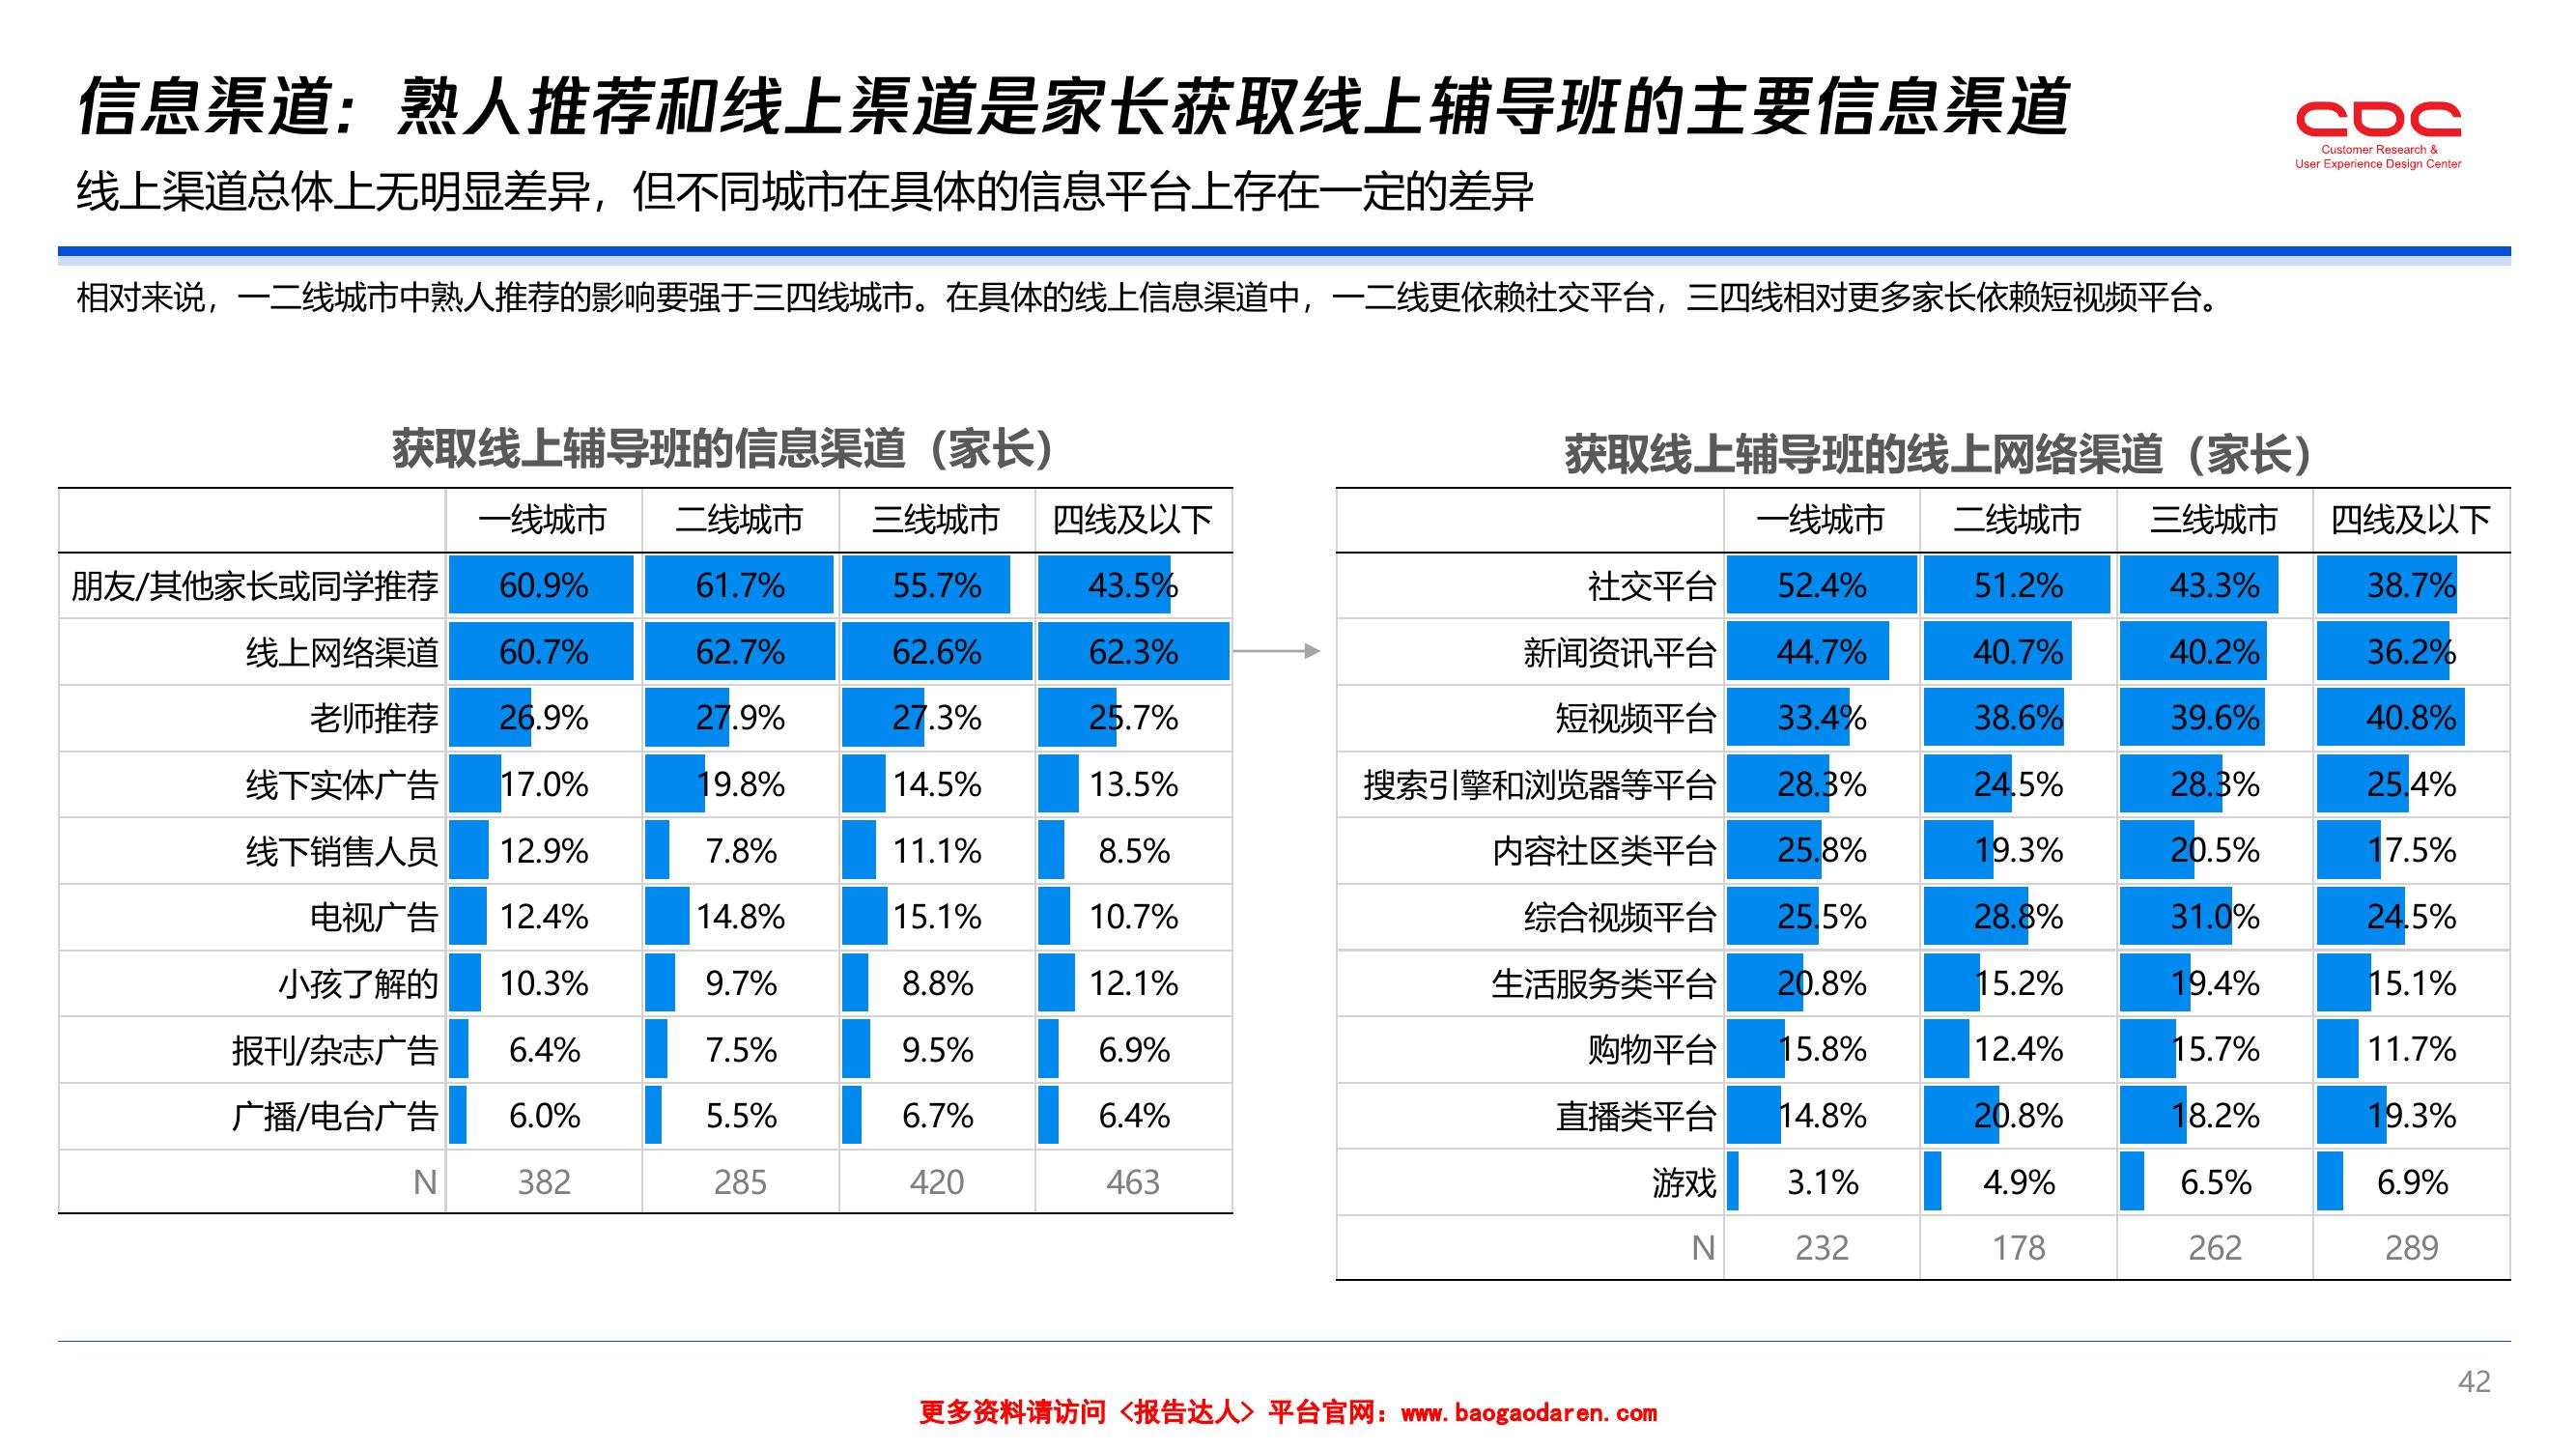 信息渠道：熟人推荐和线上渠道是家长获取线上辅导班的主要信息渠道
CDC
Customer Research &
User Experience Design Center
线上渠道总体上无明显差异，但不同城市在具体的信息平台上存在一定的差异
相对来说，一二线城市中熟人推荐的影响要强于三四线城市。在具体的线上信息渠道中，一二线更依赖社交平台，三四线相对更多家长依赖短视频平台。
获取线上辅导班的信息渠道（家长）
一线城市 二线城市 三线城市 四线及以下
朋友/其他家长或同学推荐 60.9% 61.7% 55.7% 43.5%
线上网络渠道 60.7% 62.7% 62.6% 62.3%
老师推荐 26.9% 27.9% 27.3% 25.7%
线下实体广告 17.0% 19.8% 14.5% 13.5%
线下销售人员 12.9% 7.8% 11.1% 8.5%
电视广告 12.4% 14.8% 15.1% 10.7%
小孩了解的 10.3% 9.7% 8.8% 12.1%
报刊/杂志广告 6.4% 7.5% 9.5% 6.9%
广播/电台广告 6.0% 5.5% 6.7% 6.4%
N 382 285 420 463
获取线上辅导班的线上网络渠道（家长）
一线城市 二线城市 三线城市 四线及以下
社交平台 52.4% 51.2% 43.3% 38.7%
新闻资讯平台 44.7% 40.7% 40.2% 36.2%
短视频平台 33.4% 38.6% 39.6% 40.8%
搜索引擎和浏览器等平台 28.3% 24.5% 28.3% 25.4%
内容社区类平台 25.8% 19.3% 20.5% 17.5%
综合视频平台 25.5% 28.8% 31.0% 24.5%
生活服务类平台 20.8% 15.2% 19.4% 15.1%
购物平台 15.8% 12.4% 15.7% 11.7%
直播类平台 14.8% 20.8% 18.2% 19.3%
游戏 3.1% 4.9% 6.5% 6.9%
N 232 178 262 289
42
更多资料请访问〈报告达人〉平台官网：www.baogaodaren.com